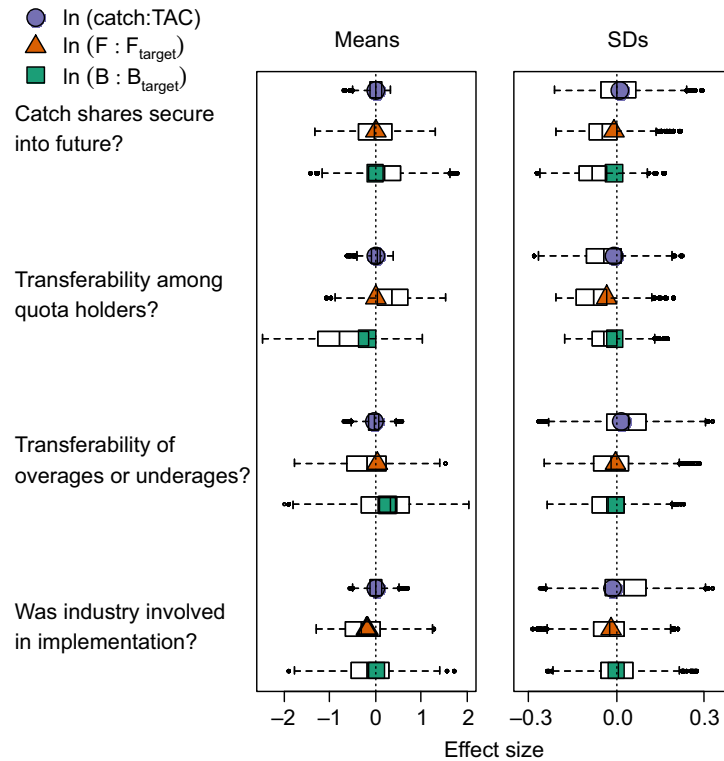 ln (catch:TAC)
ln (F : Ftarget)
ln (B : Btarget)
Means
SDs
Catch shares secure
into future?
Transferability among
quota holders?
Transferability of
overages or underages?
Was industry involved
in implementation?
−2 −1 0 1 2
−0.3 0.0 0.3
Effect size